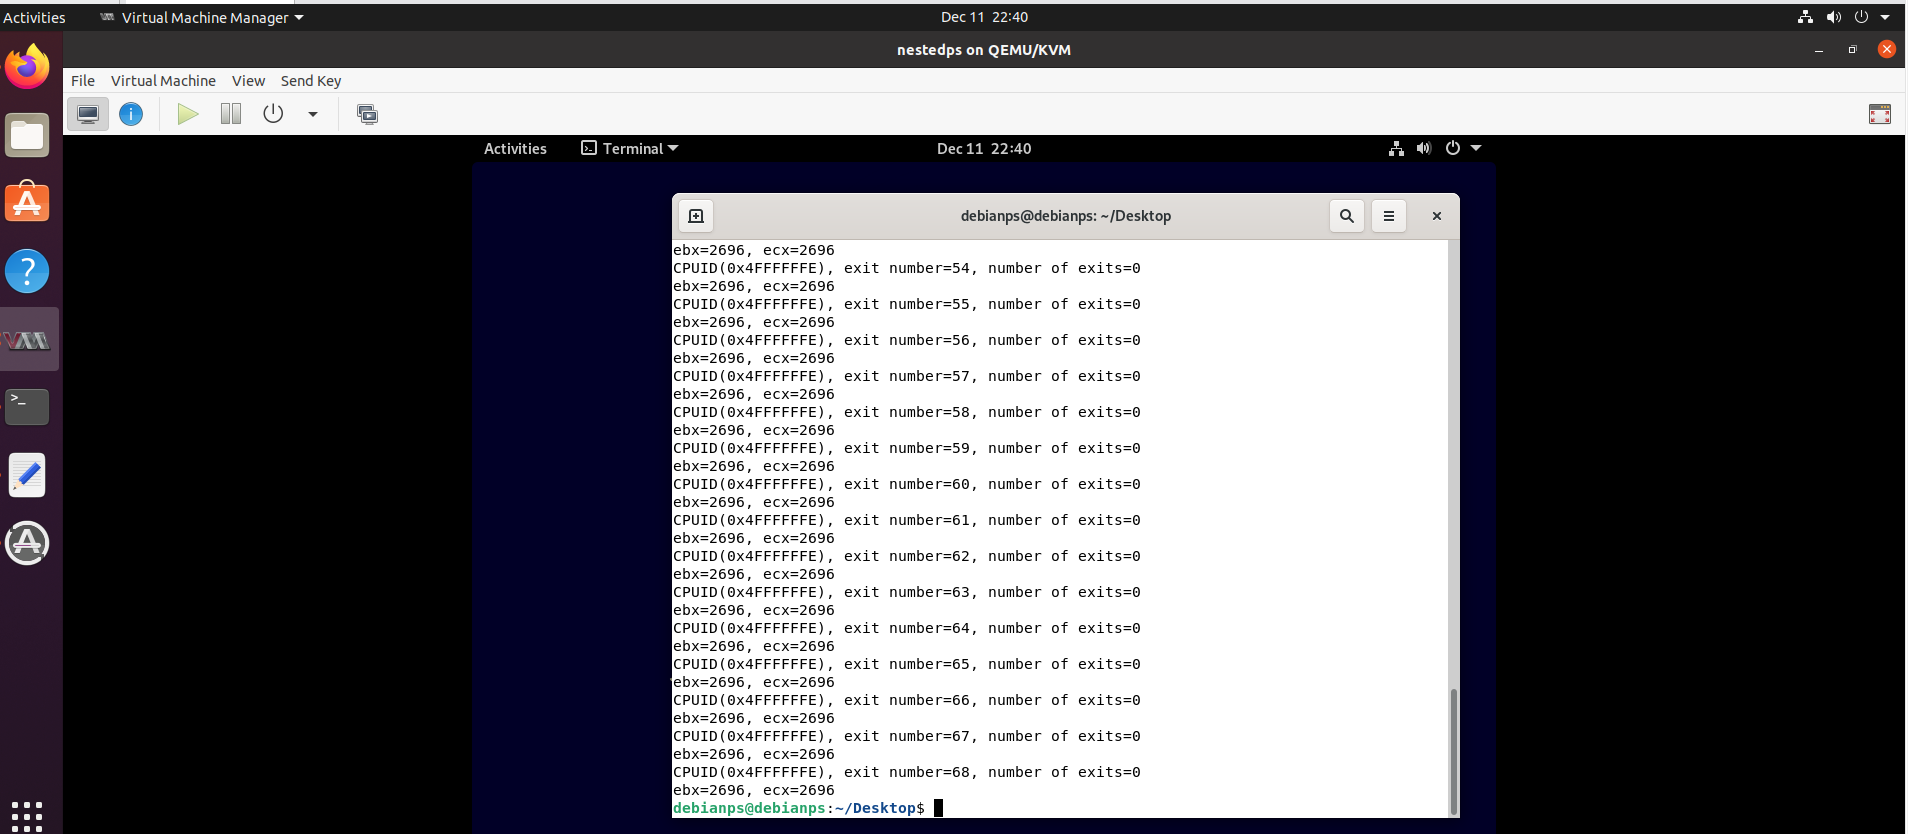 Activities Virtual Machine Manager Dec 11 22:40
nestedps on QEMU/KVM
File Virtual Machine View Send Key
Activities Terminal Dec 11 22:40
debianps@debianps: ~/Desktop
ebx=2696, ecx=2696
CPUID(0x4FFFFFFE), exit number=54, number of exits=0
ebx=2696, ecx=2696
CPUID(0x4FFFFFFE), exit number=55, number of exits=0
ebx=2696, ecx=2696
CPUID(0x4FFFFFFE), exit number=56, number of exits=0
ebx=2696, ecx=2696
CPUID(0x4FFFFFFE), exit number=57, number of exits=0
ebx=2696, ecx=2696
CPUID(0x4FFFFFFE), exit number=58, number of exits=0
ebx=2696, ecx=2696
CPUID(0x4FFFFFFE), exit number=59, number of exits=0
ebx=2696, ecx=2696
CPUID(0x4FFFFFFE), exit number=60, number of exits=0
ebx=2696, ecx=2696
CPUID(0x4FFFFFFE), exit number=61, number of exits=0
ebx=2696, ecx=2696
CPUID(0x4FFFFFFE), exit number=62, number of exits=0
ebx=2696, ecx=2696
CPUID(0x4FFFFFFE), exit number=63, number of exits=0
ebx=2696, ecx=2696
CPUID(0x4FFFFFFE), exit number=64, number of exits=0
ebx=2696, ecx=2696
CPUID(0x4FFFFFFE), exit number=65, number of exits=0
ebx=2696, ecx=2696
CPUID(0x4FFFFFFE), exit number=66, number of exits=0
ebx=2696, ecx=2696
CPUID(0x4FFFFFFE), exit number=67, number of exits=0
ebx=2696, ecx=2696
CPUID(0x4FFFFFFE), exit number=68, number of exits=0
ebx=2696, ecx=2696
debianps@debianps:~/Desktop$